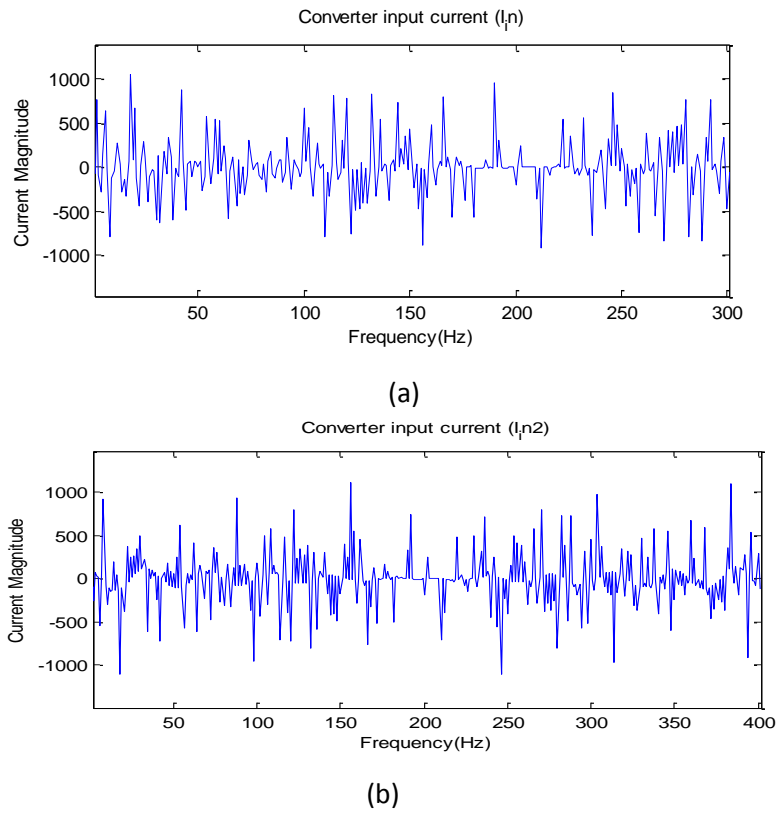 Converter input current (Iin)
1000
500
0
-500
-1000
Current Magnitude
50 100 150 200 250 300
Frequency(Hz)
(a)
Converter input current (Iin2)
1000
500
0
-500
-1000
Current Magnitude
50 100 150 200 250 300 350 400
Frequency(Hz)
(b)